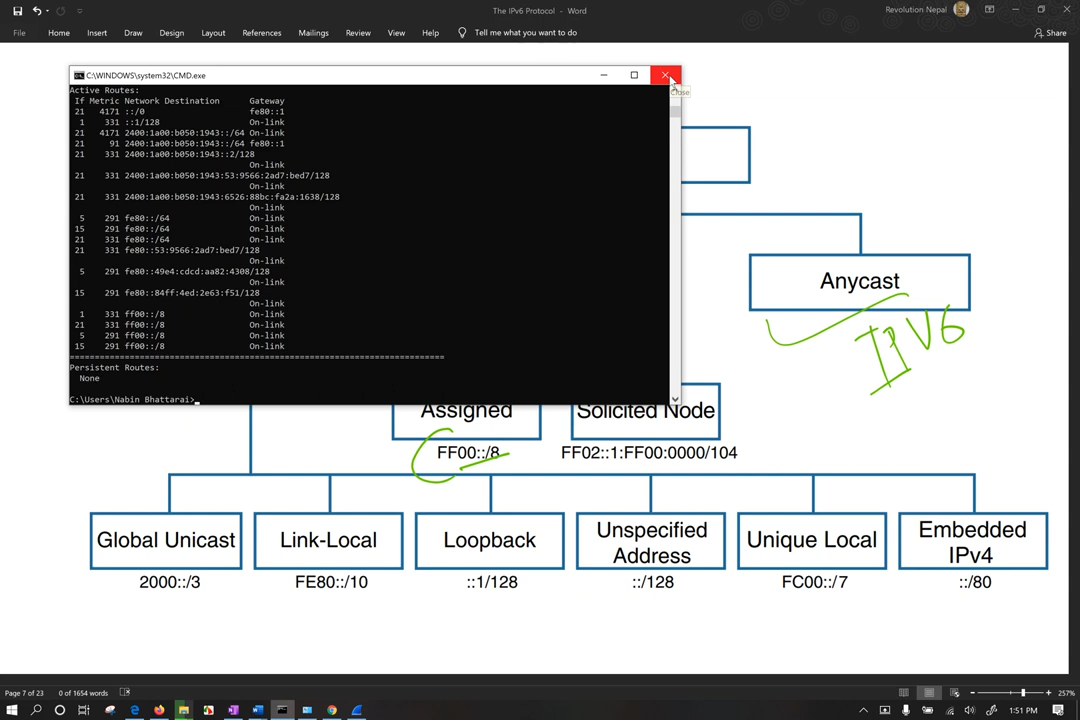 The IPv6 Protocol - Word
Revolution Nepal
File Home Insert Draw Design Layout References Mailings Review View Help Tell me what you want to do
Share
C:\WINDOWS\system32\CMD.exe
Close
Active Routes:
If Metric Network Destination Gateway
21 4171 ::/0 fe80::1
1 331 ::1/128 On-link
21 4171 2400:1a00:b050:1943::/64 On-link
21 91 2400:1a00:b050:1943::/64 fe80::1
21 331 2400:1a00:b050:1943::2/128
On-link
21 331 2400:1a00:b050:1943:53:9566:2ad7:bed7/128
On-link
21 331 2400:1a00:b050:1943:6526:88bc:fa2a:1638/128
On-link
5 291 fe80::/64 On-link
15 291 fe80::/64 On-link
21 331 fe80::/64 On-link
21 331 fe80::53:9566:2ad7:bed7/128
On-link
5 291 fe80::49e4:cdcd:aa82:4308/128
On-link
15 291 fe80::84ff:4ed:2e63:f51/128
On-link
1 331 ff00::/8 On-link
21 331 ff00::/8 On-link
5 291 ff00::/8 On-link
15 291 ff00::/8 On-link
===========================================================================
Persistent Routes:
None
C:\Users\Nabin Bhattarai>
Anycast
IPV6
Assigned
FF00::/8
Solicited Node
FF02::1:FF00:0000/104
Global Unicast
2000::/3
Link-Local
FE80::/10
Loopback
::1/128
Unspecified
Address
::/128
Unique Local
FC00::/7
Embedded
IPv4
::/80
Page 7 of 23 0 of 1654 words
257%
1:51 PM